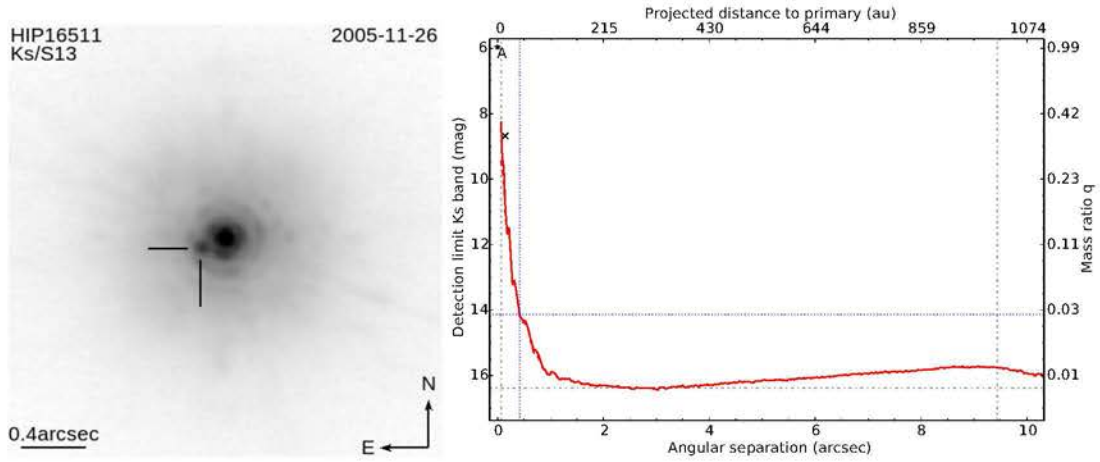 HIP16511 2005-11-26
Ks/S13
N
E
0.4arcsec
Projected distance to primary (au)
0 215 430 644 859 1074
A
Detection limit Ks band (mag)
6
8
10
12
14
16
0.99
0.42
0.23
0.11
0.03
0.01
Mass ratio q
0 2 4 6 8 10
Angular separation (arcsec)